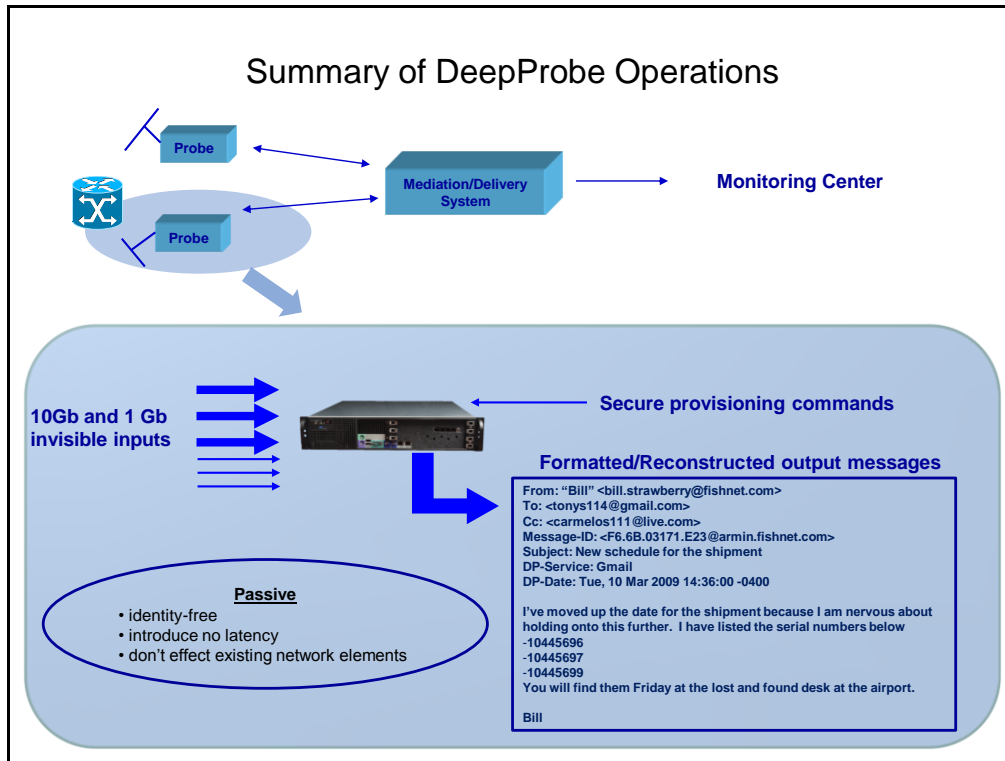 Summary of DeepProbe Operations
Probe
Mediation/Delivery
System
Monitoring Center
Probe
10Gb and 1 Gb
invisible inputs
Secure provisioning commands
Formatted/Reconstructed output messages
From: “Bill” <bill.strawberry@fishnet.com>
To: <tonys114@gmail.com>
Cc: <carmelos111@live.com>
Message-ID: <F6.6B.03171.E23@armin.fishnet.com>
Subject: New schedule for the shipment
DP-Service: Gmail
DP-Date: Tue, 10 Mar 2009 14:36:00 -0400
I’ve moved up the date for the shipment because I am nervous about
holding onto this further.  I have listed the serial numbers below
-10445696
-10445697
-10445699
You will find them Friday at the lost and found desk at the airport.
Bill
Passive
• identity-free
• introduce no latency
• don’t effect existing network elements